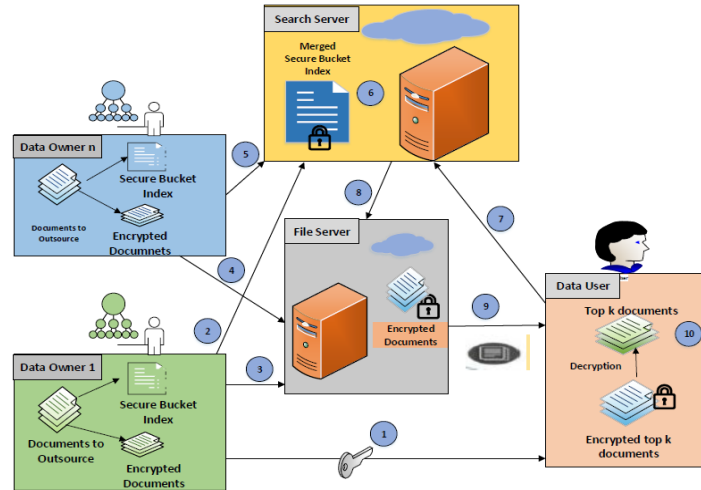 Search Server
Merged
Secure Bucket
Index
6
Data Owner n
Secure Bucket
Index
Documents to
Outsource
Encrypted
Documnets
5
8
7
File Server
4
Encrypted
Documents
9
Data User
Top k documents
10
Decryption
Encrypted top k
documents
2
3
Data Owner 1
Secure Bucket
Index
Documents to
Outsource
Encrypted
Documents
1